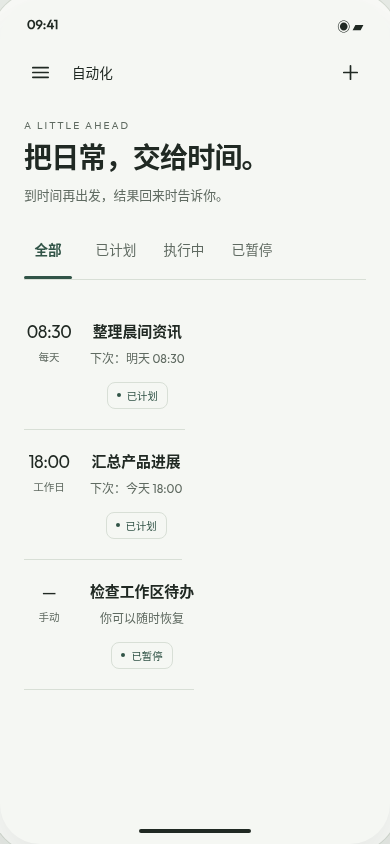 09:41
自动化
A LITTLE AHEAD
把日常，交给时间。
到时间再出发，结果回来时告诉你。
全部 已计划 执行中 已暂停
08:30 整理晨间资讯
每天 下次：明天 08:30
已计划
18:00 汇总产品进展
工作日 下次：今天 18:00
已计划
— 检查工作区待办
手动 你可以随时恢复
已暂停